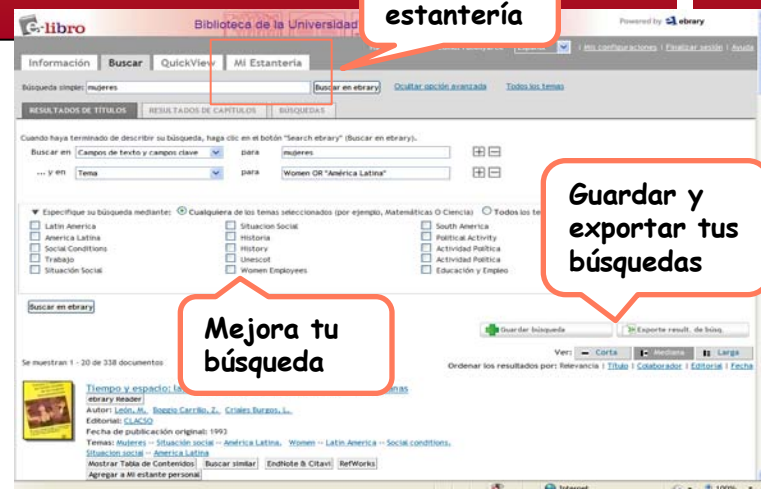 estantería
e-libro
Biblioteca de la Universidad
Powered by ebrary
Información Buscar QuickView Mi Estantería
Español | Mis configuraciones | Finalizar sesión | Ayuda
Búsqueda simple: mujeres Buscar en ebrary Ocultar opción avanzada Todos los temas
RESULTADOS DE TÍTULOS RESULTADOS DE CAPÍTULOS BÚSQUEDAS
Cuando haya terminado de describir su búsqueda, haga clic en el botón "Search ebrary" (Buscar en ebrary).
Buscar en Campos de texto y campos clave para mujeres
... y en Tema para Women OR "América Latina"
Especifique su búsqueda mediante: Cualquiera de los temas seleccionados (por ejemplo, Matemáticas O Ciencia) Todos los
Latin America Situacion Social South America
America Latina Historia Political Activity
Social Conditions History Actividad Política
Trabajo Unescot Actividad Política
Situación Social Women Employees Educación y Empleo
Guardar y
exportar tus
búsquedas
Buscar en ebrary
Mejora tu
búsqueda
Guardar búsqueda Exporte result. de búsq.
Ver: Corta Mediana Larga
Se muestran 1 - 20 de 338 documentos
Ordenar los resultados por: Relevancia | Título | Colaborador | Editorial | Fecha
Tiempo y espacio:
ebrary Reader
Autor: León, M. Boggio Carrillo, Z. Criales Burgos, L.
Editorial: CLACSO
Fecha de publicación original: 1993
Temas: Mujeres -- Situación social -- América Latina. Women -- Latin America -- Social conditions.
Situacion social -- America Latina
Mostrar Tabla de Contenidos Buscar similar EndNote & Citavi RefWorks
Agregar a Mi estante personal
Internet 100%